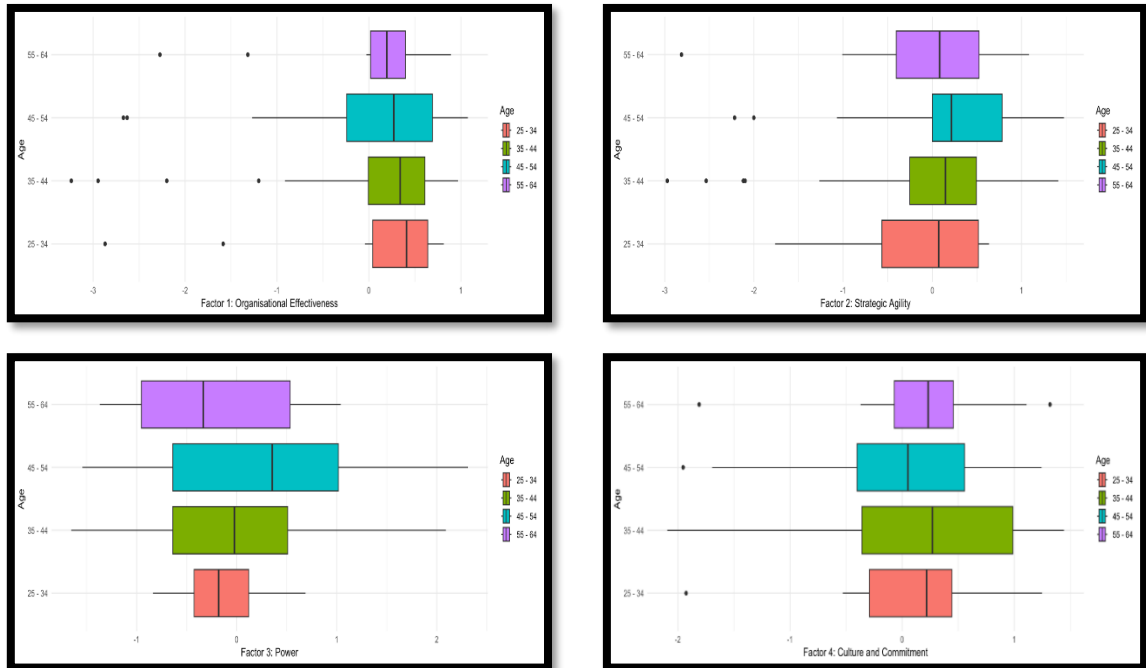 55 - 64
45 - 54
35 - 44
25 - 34
Age
-3
-2
-1
0
1
Factor 1: Organisational Effectiveness
Age
25 - 34
35 - 44
45 - 54
55 - 64
55 - 64
45 - 54
35 - 44
25 - 34
Age
-3
-2
-1
0
1
Factor 2: Strategic Agility
Age
25 - 34
35 - 44
45 - 54
55 - 64
55 - 64
45 - 54
35 - 44
25 - 34
Age
-1
0
1
2
Factor 3: Power
Age
25 - 34
35 - 44
45 - 54
55 - 64
55 - 64
45 - 54
35 - 44
25 - 34
Age
-2
-1
0
1
Factor 4: Culture and Commitment
Age
25 - 34
35 - 44
45 - 54
55 - 64